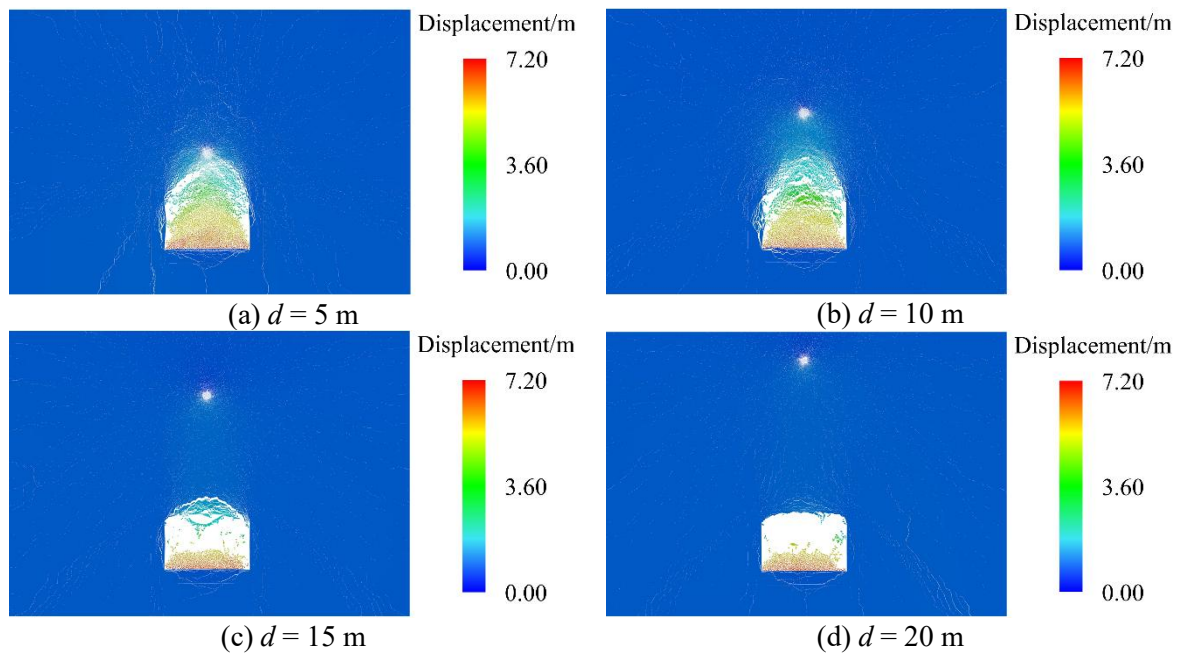 Displacement/m
7.20
3.60
0.00
(a) d = 5 m
Displacement/m
7.20
3.60
0.00
(b) d = 10 m
Displacement/m
7.20
3.60
0.00
(c) d = 15 m
Displacement/m
7.20
3.60
0.00
(d) d = 20 m